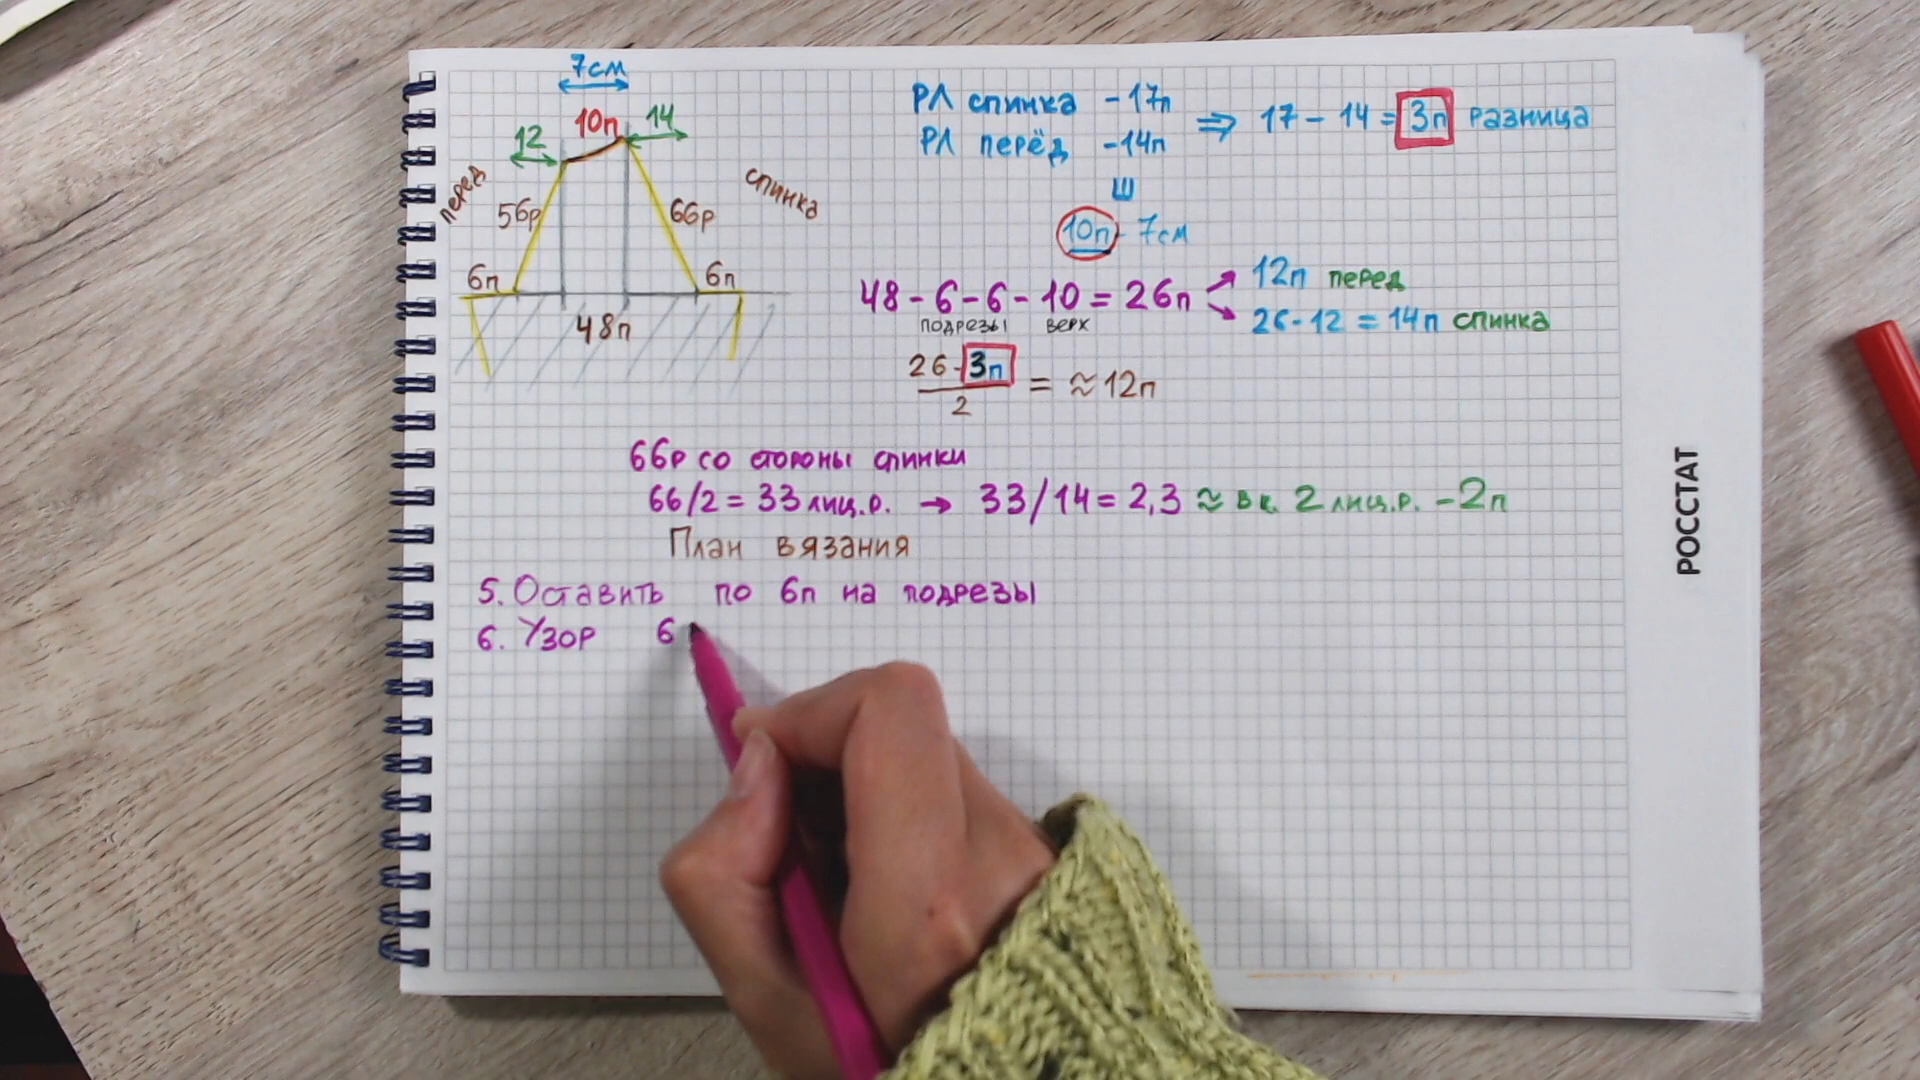 7см
10п
14
12
перед
спинка
56р
66р
6п
6п
48п
РЛ спинка - 17п
РЛ перёд - 14п
⇒ 17 - 14 = 3п разница
⇓
10п - 7см
48 - 6 - 6 - 10 = 26п
подрезы верх
12п перед
26 - 12 = 14п спинка
26 - 3п
2
= ≈ 12п
66р со стороны спинки
66/2 = 33 лиц.р. → 33/14 = 2,3 ≈ в к. 2 лиц.р. - 2п
План вязания
5. Оставить по 6п на подрезы
6. Узор 6
РОССТАТ